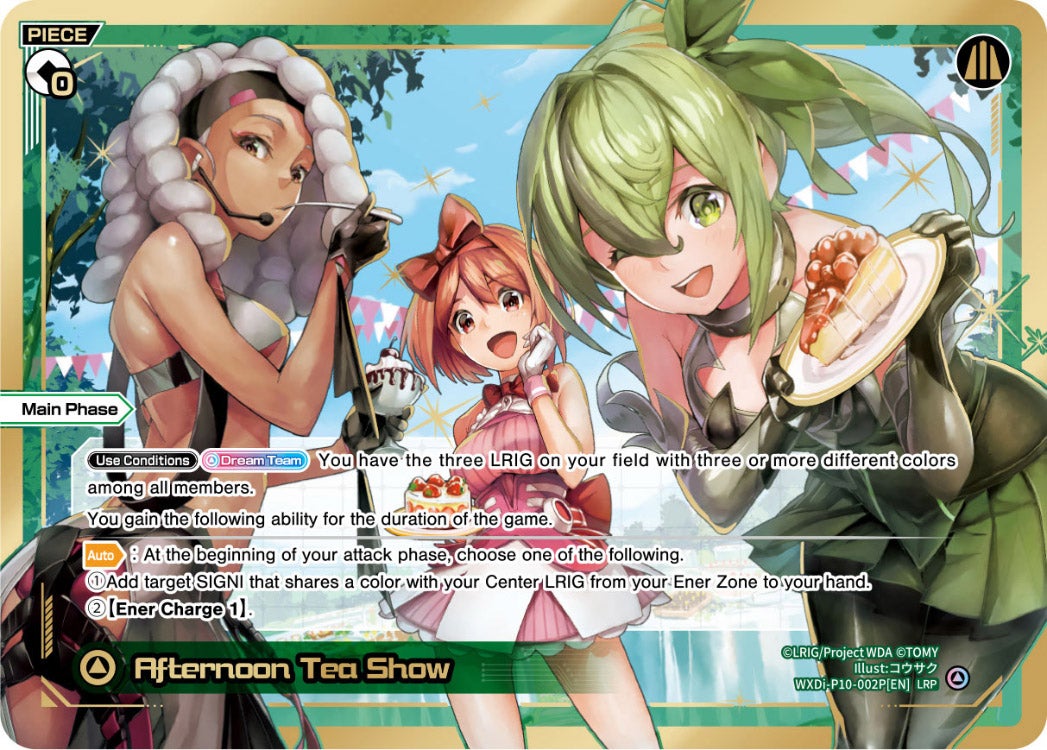 PIECE
0
Main Phase
Use Conditions Dream Team You have the three LRIG on your field with three or more different colors
among all members.
You gain the following ability for the duration of the game.
Auto : At the beginning of your attack phase, choose one of the following.
①Add target SIGNI that shares a color with your Center LRIG from your Ener Zone to your hand.
②【Ener Charge 1】.
Afternoon Tea Show
©LRIG/Project WDA ©TOMY
Illust:コウサク
WXDi-P10-002P[EN] LRP